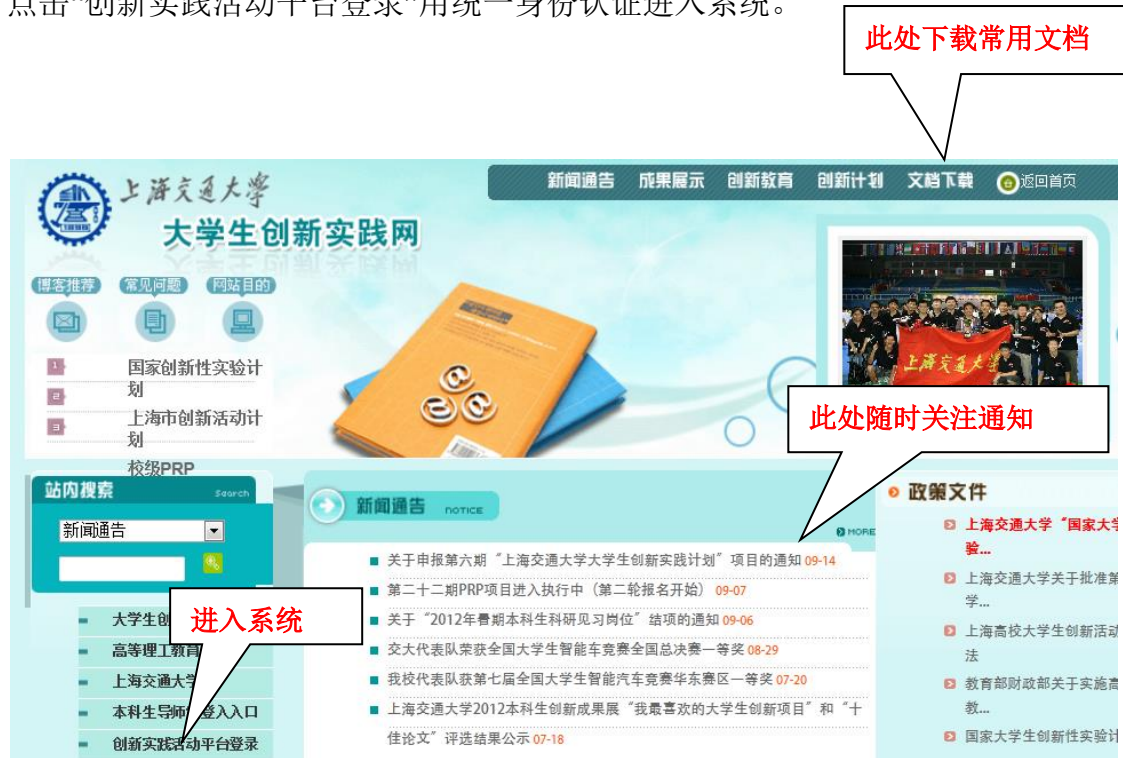 点击"创新实践活动平台登录"用统一身份认证进入系统。
此处下载常用文档
上海交通大学
大学生创新实践网
新闻通告 成果展示 创新教育 创新计划 文档下载 返回首页
博客推荐 常见问题 网站目的
1 国家创新性实验计
划
2 上海市创新活动计
划
3 校级PRP
上海交通大学
此处随时关注通知
站内搜索 Search
新闻通告
进入系统
大学生创
高等理工教育
上海交通大学
本科生导师 登入入口
创新实践活动平台登录
新闻通告 NOTICE
MORE
关于申报第六期“上海交通大学大学生创新实践计划”项目的通知 09-14
第二十二期PRP项目进入执行中（第二轮报名开始） 09-07
关于“2012年暑期本科生科研见习岗位”结项的通知 09-06
交大代表队荣获全国大学生智能车竞赛全国总决赛一等奖 08-29
我校代表队获第七届全国大学生智能汽车竞赛华东赛区一等奖 07-20
上海交通大学2012本科生创新成果展“我最喜欢的大学生创新项目”和“十
佳论文”评选结果公示 07-18
政策文件
上海交通大学“国家大学
验...
上海交通大学关于批准第
学...
上海高校大学生创新活动
法
教育部财政部关于实施高
教...
国家大学生创新性实验计